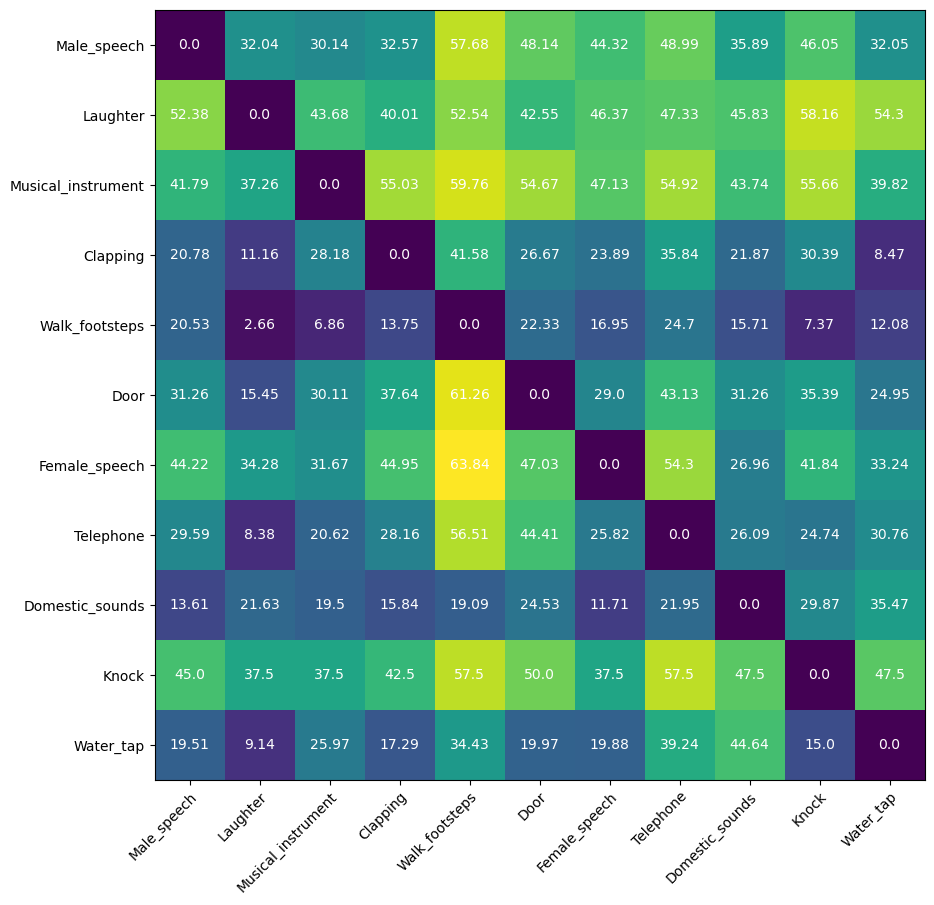 Male_speech 0.0 32.04 30.14 32.57 57.68 48.14 44.32 48.99 35.89 46.05 32.05
Laughter 52.38 0.0 43.68 40.01 52.54 42.55 46.37 47.33 45.83 58.16 54.3
Musical_instrument 41.79 37.26 0.0 55.03 59.76 54.67 47.13 54.92 43.74 55.66 39.82
Clapping 20.78 11.16 28.18 0.0 41.58 26.67 23.89 35.84 21.87 30.39 8.47
Walk_footsteps 20.53 2.66 6.86 13.75 0.0 22.33 16.95 24.7 15.71 7.37 12.08
Door 31.26 15.45 30.11 37.64 61.26 0.0 29.0 43.13 31.26 35.39 24.95
Female_speech 44.22 34.28 31.67 44.95 63.84 47.03 0.0 54.3 26.96 41.84 33.24
Telephone 29.59 8.38 20.62 28.16 56.51 44.41 25.82 0.0 26.09 24.74 30.76
Domestic_sounds 13.61 21.63 19.5 15.84 19.09 24.53 11.71 21.95 0.0 29.87 35.47
Knock 45.0 37.5 37.5 42.5 57.5 50.0 37.5 57.5 47.5 0.0 47.5
Water_tap 19.51 9.14 25.97 17.29 34.43 19.97 19.88 39.24 44.64 15.0 0.0
Male_speech Laughter Musical_instrument Clapping Walk_footsteps Door Female_speech Telephone Domestic_sounds Knock Water_tap